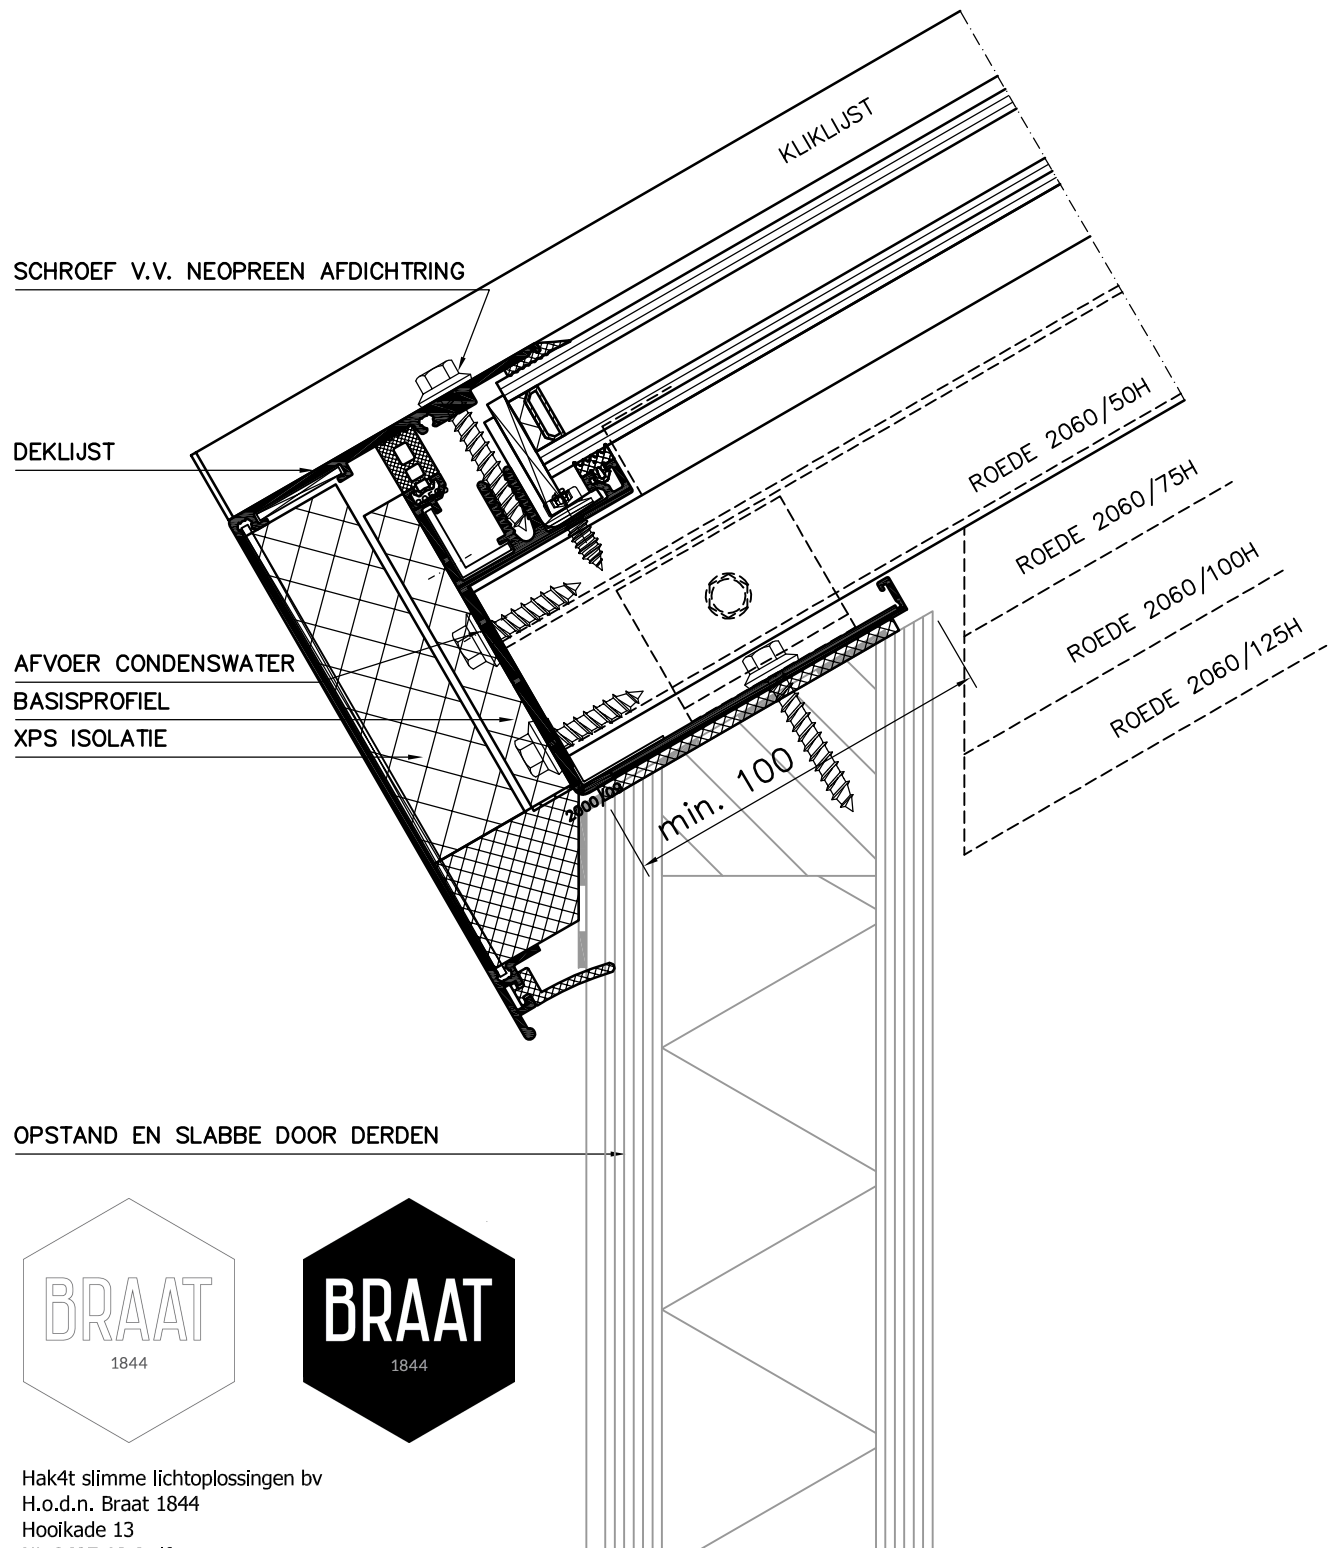 KLIKLIJST
SCHROEF V.V. NEOPREEN AFDICHTRING
DEKLIJST
ROEDE 2060/50H
ROEDE 2060/75H
ROEDE 2060/100H
ROEDE 2060/125H
AFVOER CONDENSWATER
BASISPROFIEL
XPS ISOLATIE
min. 100
OPSTAND EN SLABBE DOOR DERDEN
BRAAT
1844
BRAAT
1844
Hak4t slimme lichtoplossingen bv
H.o.d.n. Braat 1844
Hooikade 13